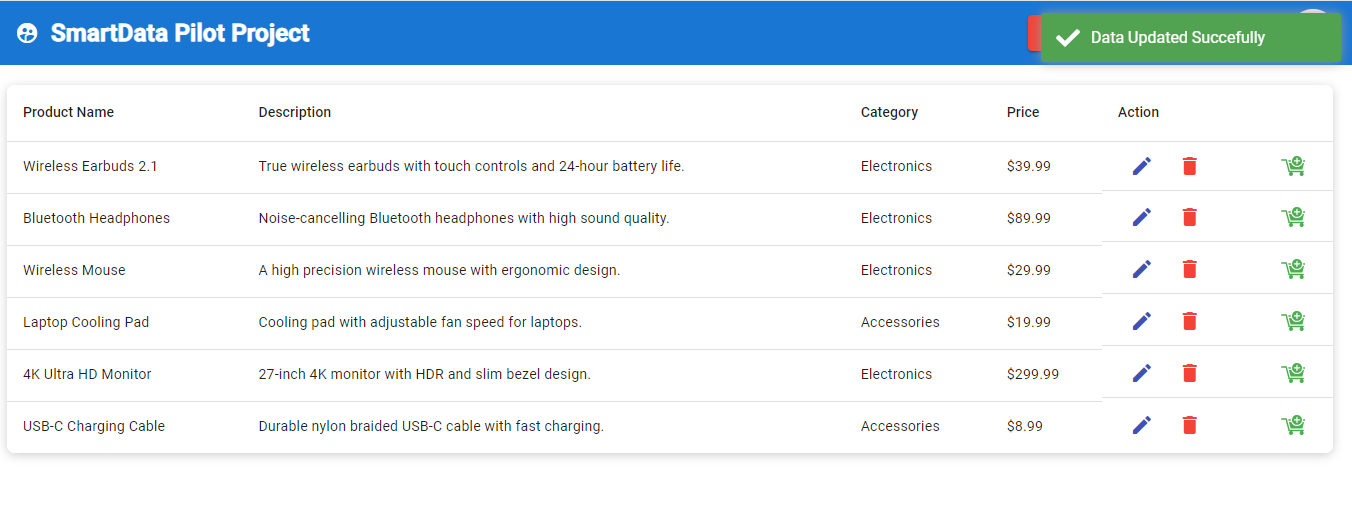 SmartData Pilot Project
Data Updated Succefully
Product Name Description Category Price Action
Wireless Earbuds 2.1 True wireless earbuds with touch controls and 24-hour battery life. Electronics $39.99
Bluetooth Headphones Noise-cancelling Bluetooth headphones with high sound quality. Electronics $89.99
Wireless Mouse A high precision wireless mouse with ergonomic design. Electronics $29.99
Laptop Cooling Pad Cooling pad with adjustable fan speed for laptops. Accessories $19.99
4K Ultra HD Monitor 27-inch 4K monitor with HDR and slim bezel design. Electronics $299.99
USB-C Charging Cable Durable nylon braided USB-C cable with fast charging. Accessories $8.99